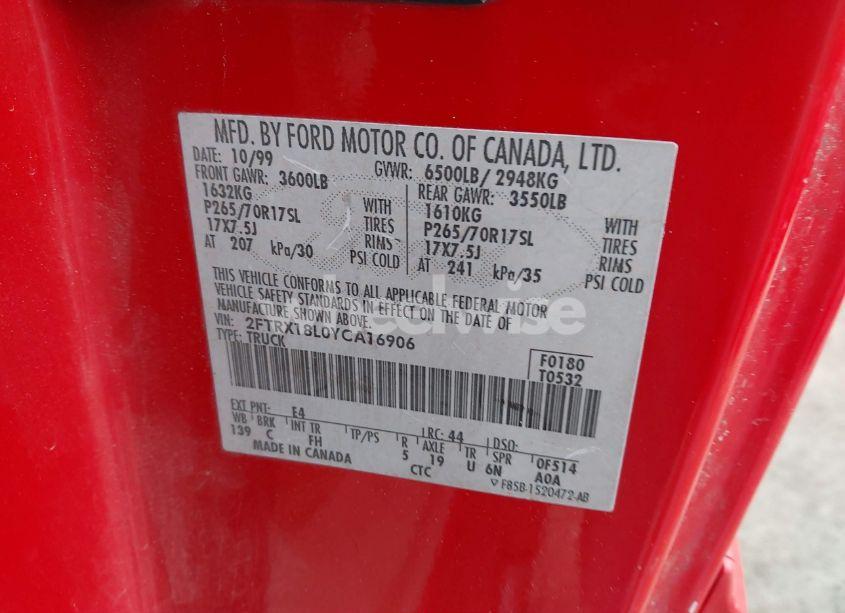 MFD. BY FORD MOTOR CO. OF CANADA, LTD.
DATE: 10/99 GVWR: 6500LB/ 2948KG
FRONT GAWR: 3600LB REAR GAWR: 3550LB
1632KG WITH 1610KG WITH
P265/70R17SL TIRES P265/70R17SL TIRES
17X7.5J RIMS 17X7.5J RIMS
AT 207 kPa/30 PSI COLD AT 241 kPa/35 PSI COLD
THIS VEHICLE CONFORMS TO ALL APPLICABLE FEDERAL MOTOR
VEHICLE SAFETY STANDARDS IN EFFECT ON THE DATE OF
MANUFACTURE SHOWN ABOVE.
VIN: 2FTRX18L0YCA16906
TYPE: TRUCK
F0180
T0532
EXT PNT: E4 RC: 44 DSO:
WB BRK INT TR TP/PS R AXLE TR SPR 0F514
139 C FH 5 19 U 6N A0A
MADE IN CANADA CTC
F85B-1520472-AB